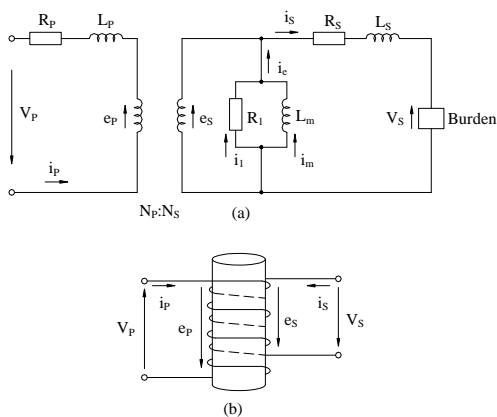 R_P L_P
i_S R_S L_S
i_e
V_P e_P e_S R_1 L_m V_S Burden
i_P i_1 i_m
N_P:N_S (a)
i_P i_S
V_P e_P e_S V_S
(b)